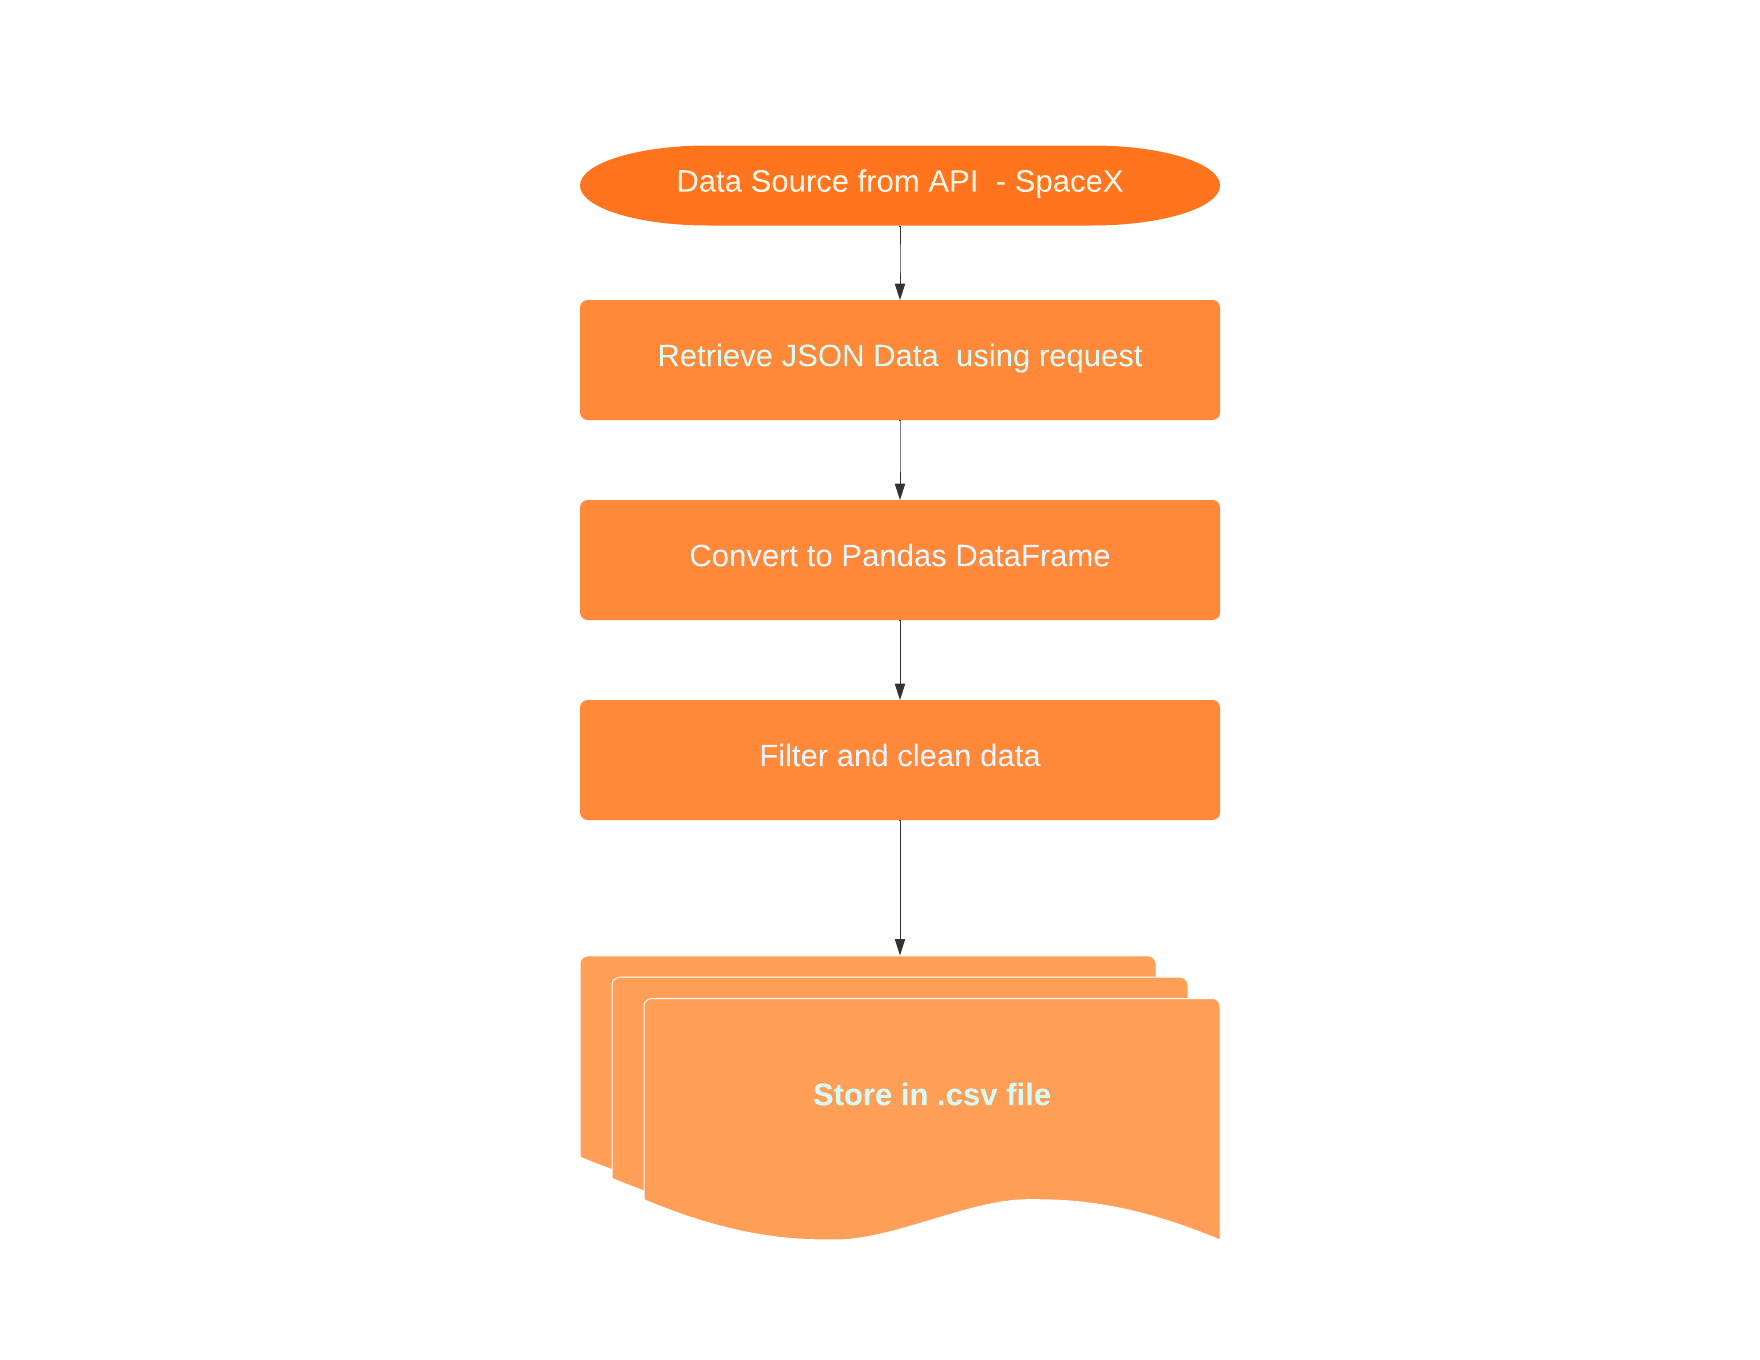 Data Source from API  - SpaceX
Retrieve JSON Data  using request
Convert to Pandas DataFrame
Filter and clean data
Store in .csv file